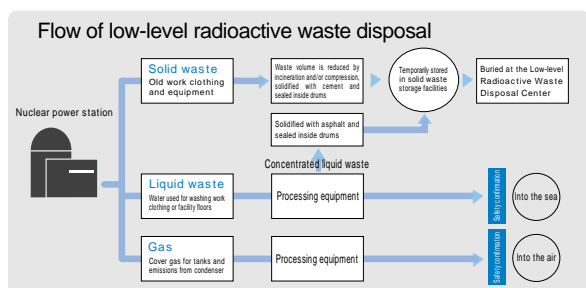 Flow of low-level radioactive waste disposal
Nuclear power station
Solid waste
Old work clothing
and equipment
Waste volume is reduced by
incineration and/or compression,
solidified with cement and
sealed inside drums
Temporarily stored
in solid waste
storage facilities
Buried at the Low-level
Radioactive Waste
Disposal Center
Solidified with asphalt and
sealed inside drums
Concentrated liquid waste
Liquid waste
Water used for washing work
clothing or facility floors
Processing equipment
Safety confirmation
Into the sea
Gas
Cover gas for tanks and
emissions from condenser
Processing equipment
Safety confirmation
Into the air